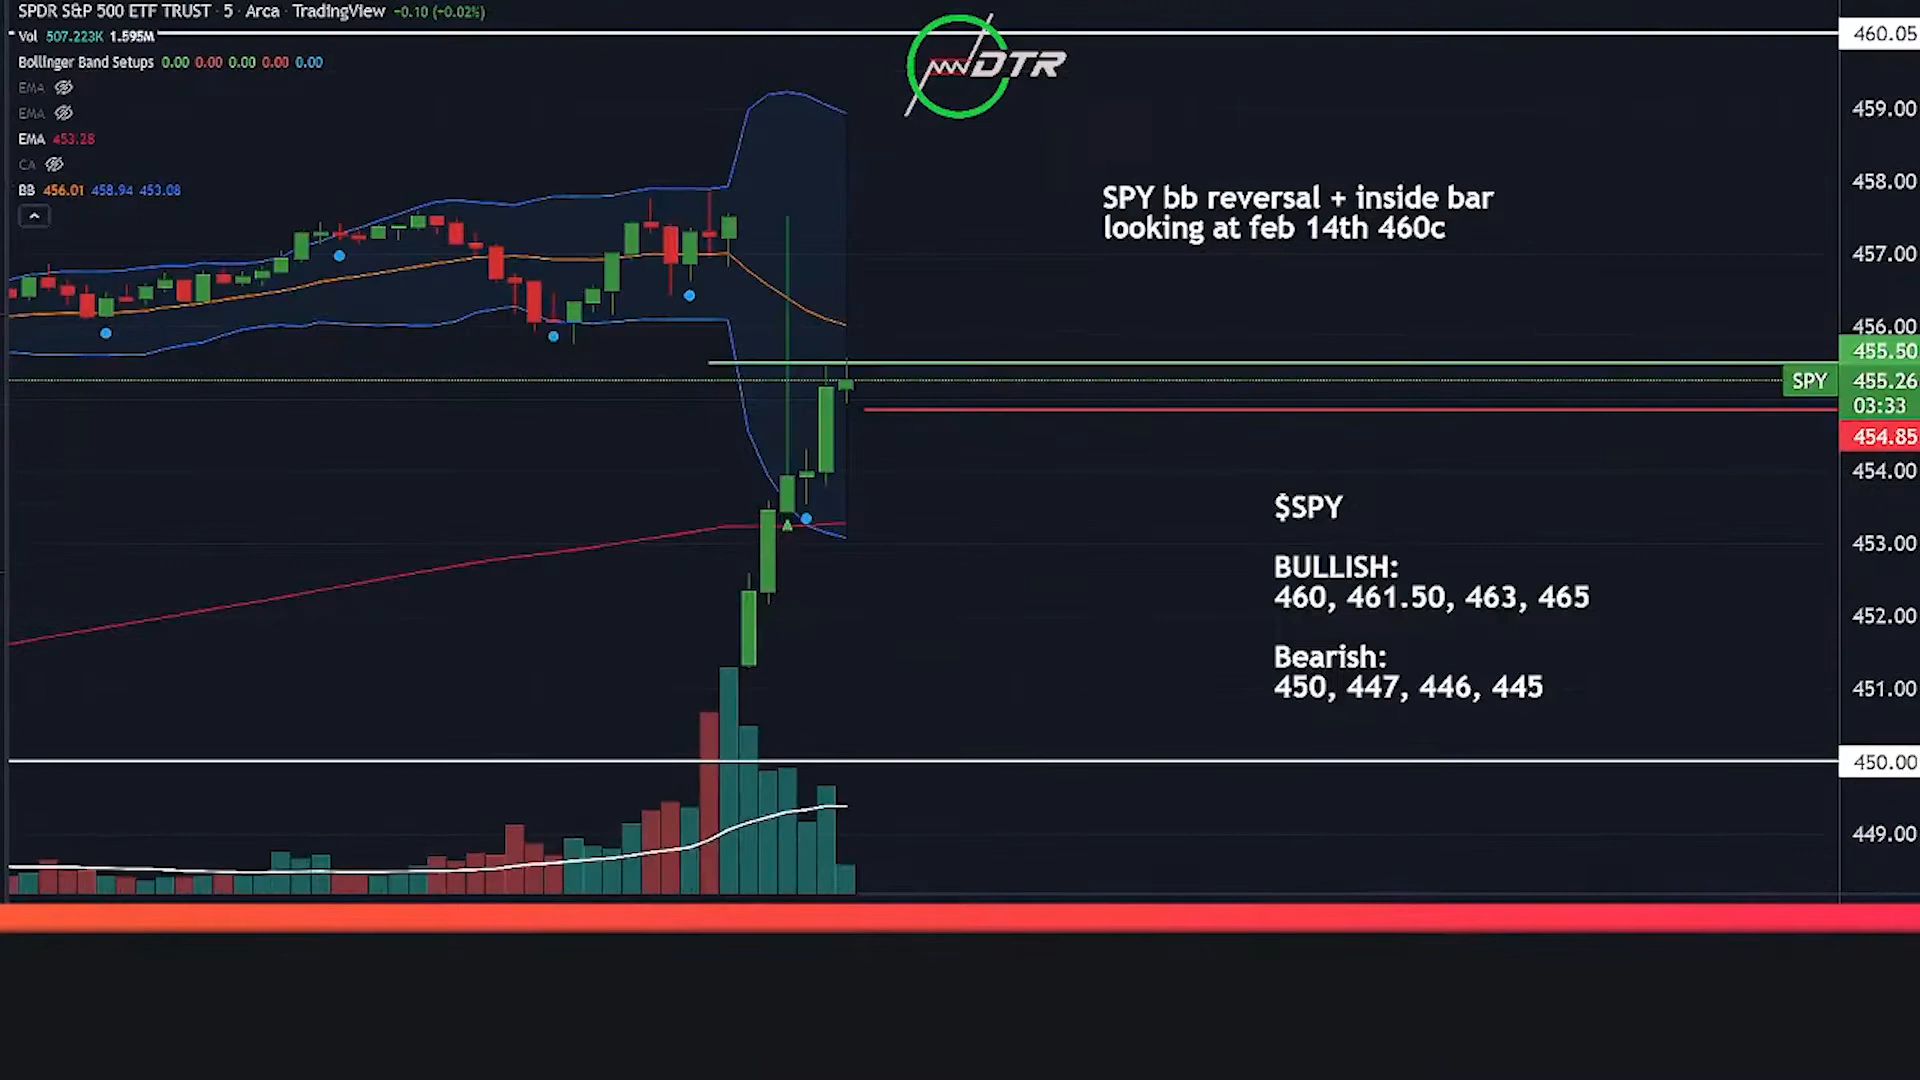 SPDR S&P 500 ETF TRUST · 5 · Arca · TradingView +0.10 (+0.02%)
Vol 507.223K 1.595M
Bollinger Band Setups 0.00 0.00 0.00 0.00 0.00
EMA
EMA
EMA 453.28
CA
BB 456.01 458.94 453.08
DTR
SPY bb reversal + inside bar
looking at feb 14th 460c
$SPY
BULLISH:
460, 461.50, 463, 465
Bearish:
450, 447, 446, 445
A
460.05
459.00
458.00
457.00
456.00
455.50
SPY 455.26
03:33
454.85
454.00
453.00
452.00
451.00
450.00
449.00